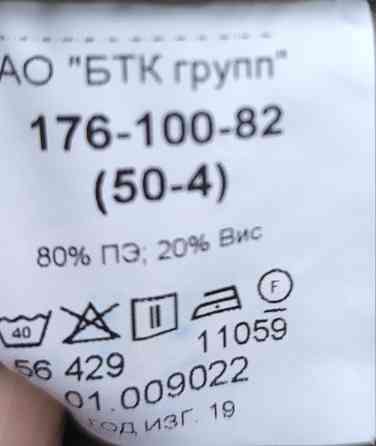 АО "БТК групп"
176-100-82
(50-4)
80% ПЭ; 20% Вис
40 F
11059
56 429
01.009022
ГОД ИЗГ. 19